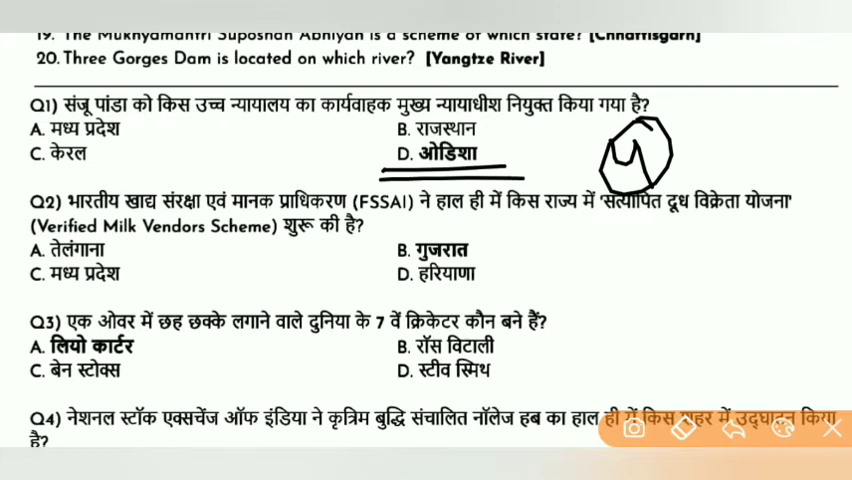 19. The Mukhyamantri Suposhan Abhiyan is a scheme of which state? [Chhattisgarh]
20. Three Gorges Dam is located on which river? [Yangtze River]
Q1) संजू पांडा को किस उच्च न्यायालय का कार्यवाहक मुख्य न्यायाधीश नियुक्त किया गया है?
A. मध्य प्रदेश B. राजस्थान
C. केरल D. ओडिशा
Q2) भारतीय खाद्य संरक्षा एवं मानक प्राधिकरण (FSSAI) ने हाल ही में किस राज्य में 'सत्यापित दूध विक्रेता योजना'
(Verified Milk Vendors Scheme) शुरू की है?
A. तेलंगाना B. गुजरात
C. मध्य प्रदेश D. हरियाणा
Q3) एक ओवर में छह छक्के लगाने वाले दुनिया के 7 वें क्रिकेटर कौन बने हैं?
A. लियो कार्टर B. रॉस विटाली
C. बेन स्टोक्स D. स्टीव स्मिथ
Q4) नेशनल स्टॉक एक्सचेंज ऑफ इंडिया ने कृत्रिम बुद्धि संचालित नॉलेज हब का हाल ही में किस शहर में उद्घाटन किया
है?